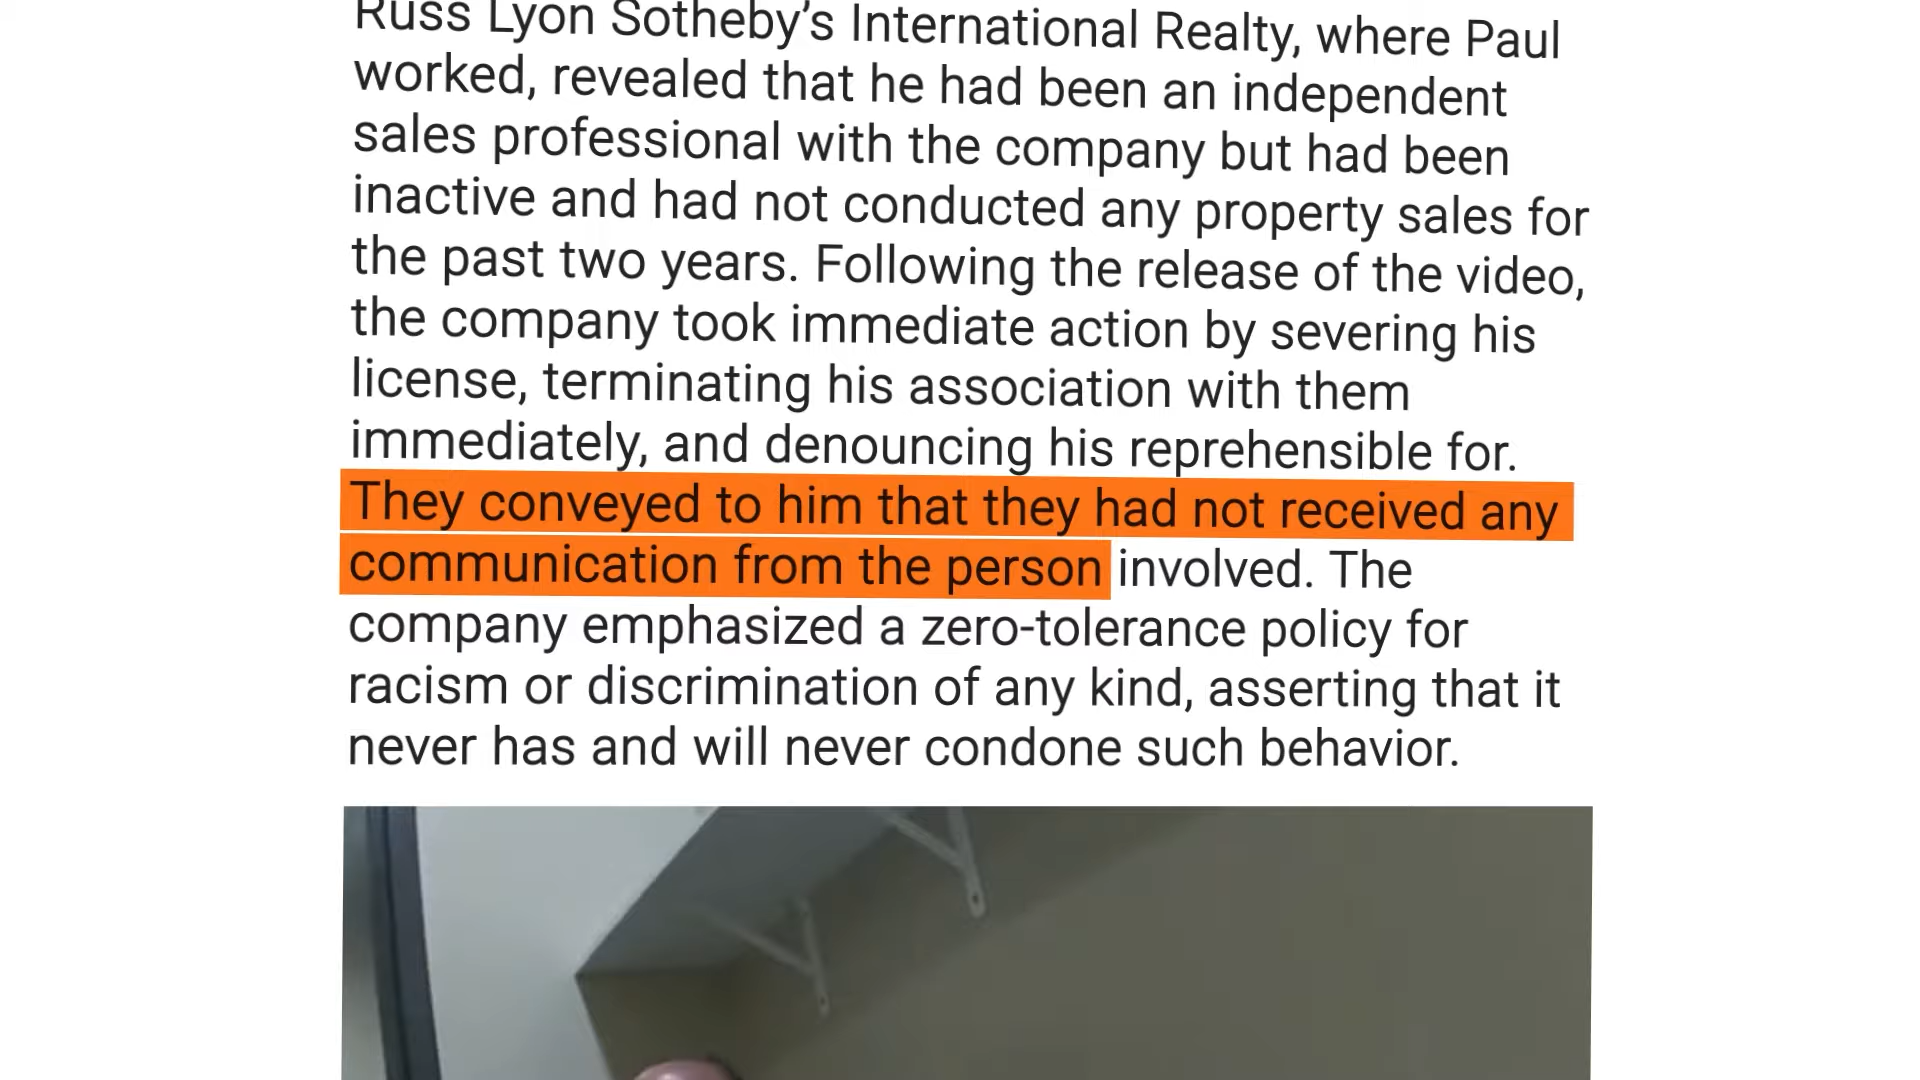 Russ Lyon Sotheby’s International Realty, where Paul
worked, revealed that he had been an independent
sales professional with the company but had been
inactive and had not conducted any property sales for
the past two years. Following the release of the video,
the company took immediate action by severing his
license, terminating his association with them
immediately, and denouncing his reprehensible for.
They conveyed to him that they had not received any
communication from the person involved. The
company emphasized a zero-tolerance policy for
racism or discrimination of any kind, asserting that it
never has and will never condone such behavior.